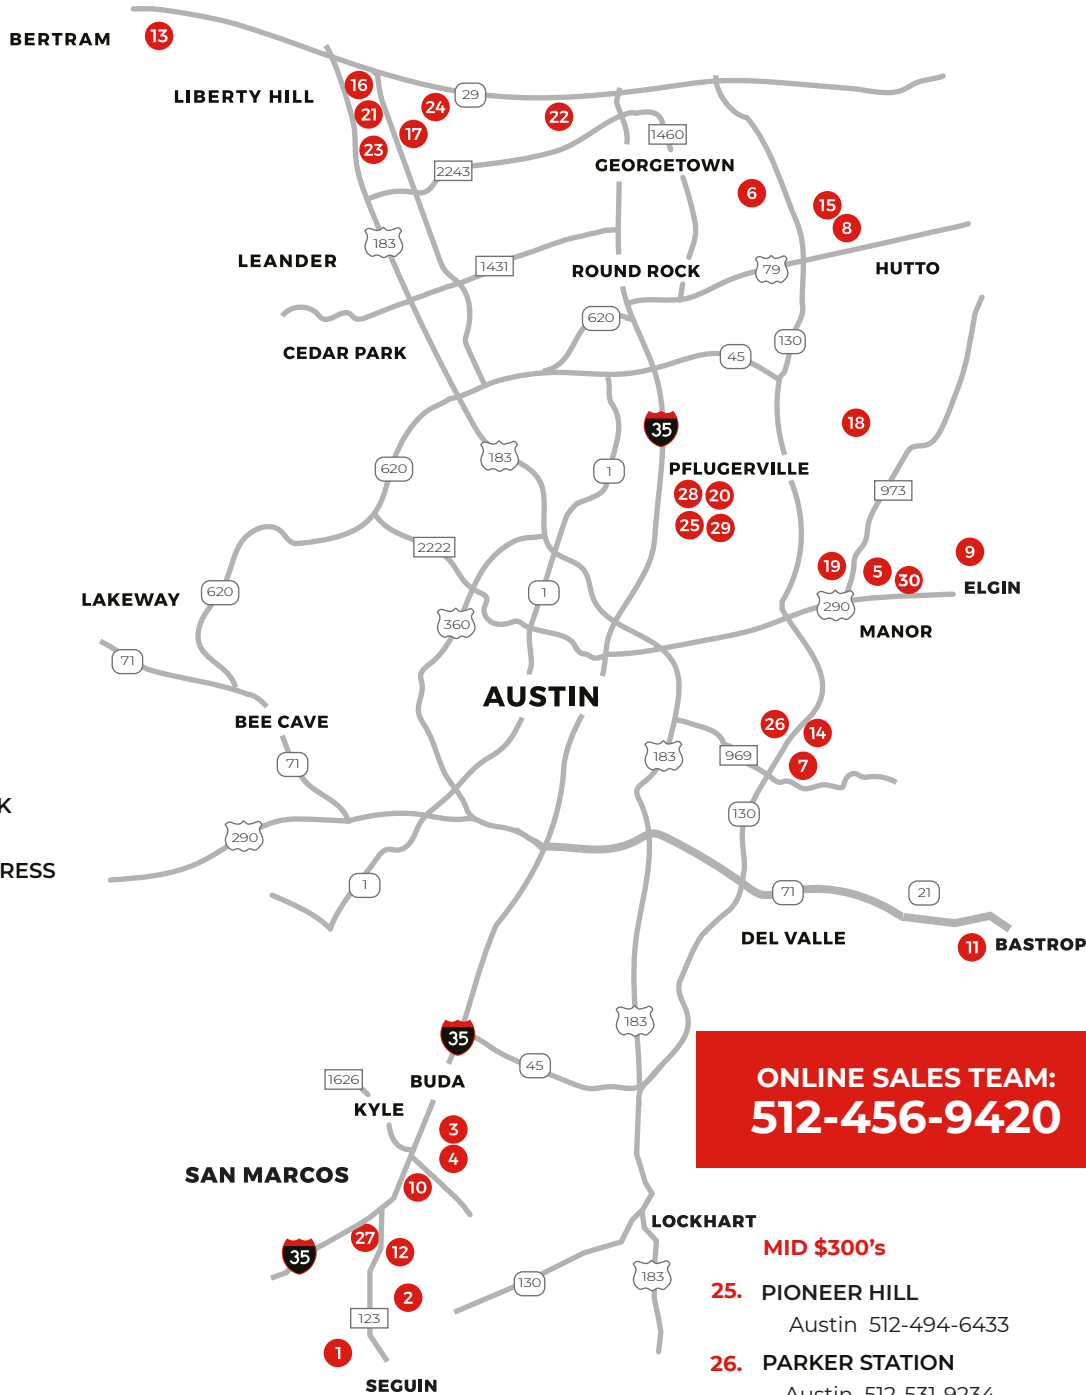 BERTRAM
13
LIBERTY HILL
16
21
24
29
17
23
22
1460
2243
GEORGETOWN
6
15
8
183
LEANDER
1431
ROUND ROCK
79
HUTTO
620
CEDAR PARK
45
130
35
18
183
PFLUGERVILLE
620
1
28
20
973
25
29
2222
19
5
30
9
ELGIN
LAKEWAY
620
1
360
290
MANOR
71
AUSTIN
BEE CAVE
26
14
183
969
7
71
K
130
290
RESS
1
71
21
DEL VALLE
11
BASTROP
183
35
45
1626
BUDA
KYLE
ONLINE SALES TEAM:
512-456-9420
3
4
SAN MARCOS
10
LOCKHART
27
12
35
MID $300's
130
183
2
25. PIONEER HILL
Austin 512-494-6433
123
1
26. PARKER STATION
SEGUIN
Austin 512-531-9234